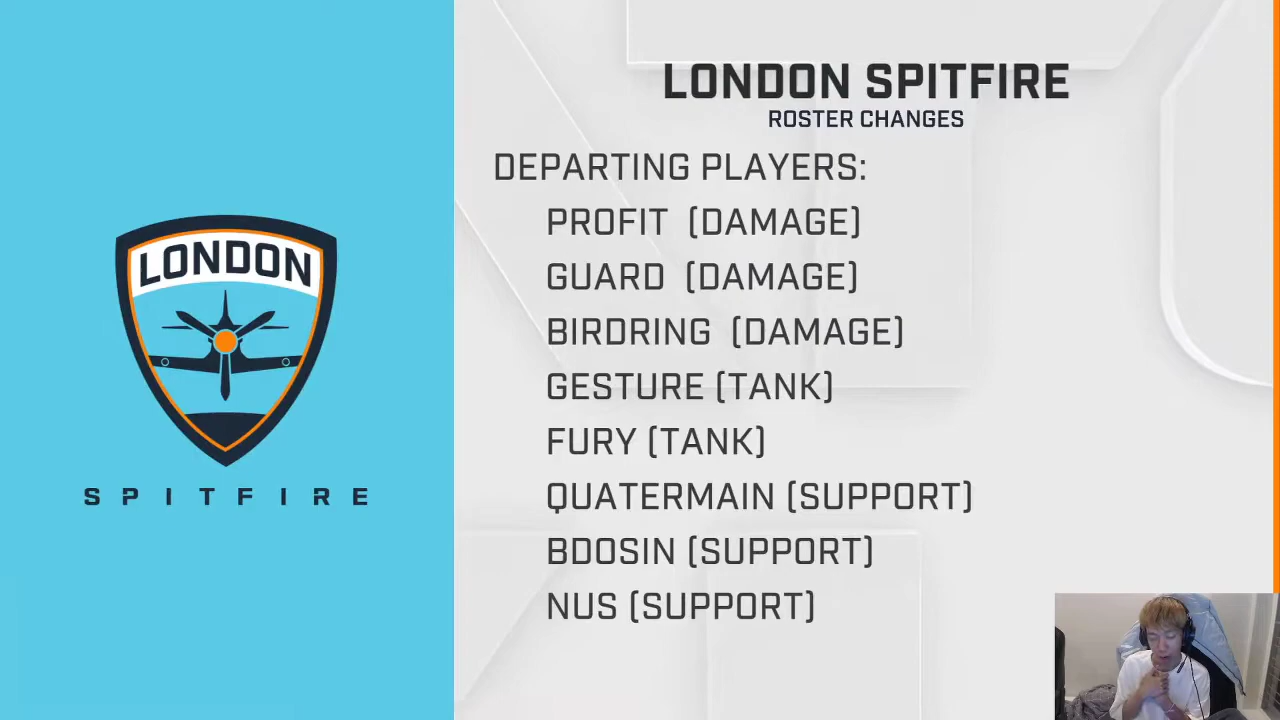 LONDON
SPITFIRE
LONDON SPITFIRE
ROSTER CHANGES
DEPARTING PLAYERS:
PROFIT (DAMAGE)
GUARD (DAMAGE)
BIRDRING (DAMAGE)
GESTURE (TANK)
FURY (TANK)
QUATERMAIN (SUPPORT)
BDOSIN (SUPPORT)
NUS (SUPPORT)